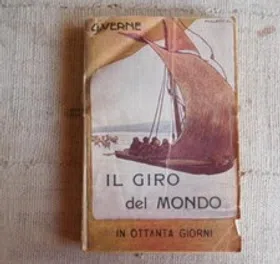 G. VERNE
IL GIRO
del MONDO
IN OTTANTA GIORNI